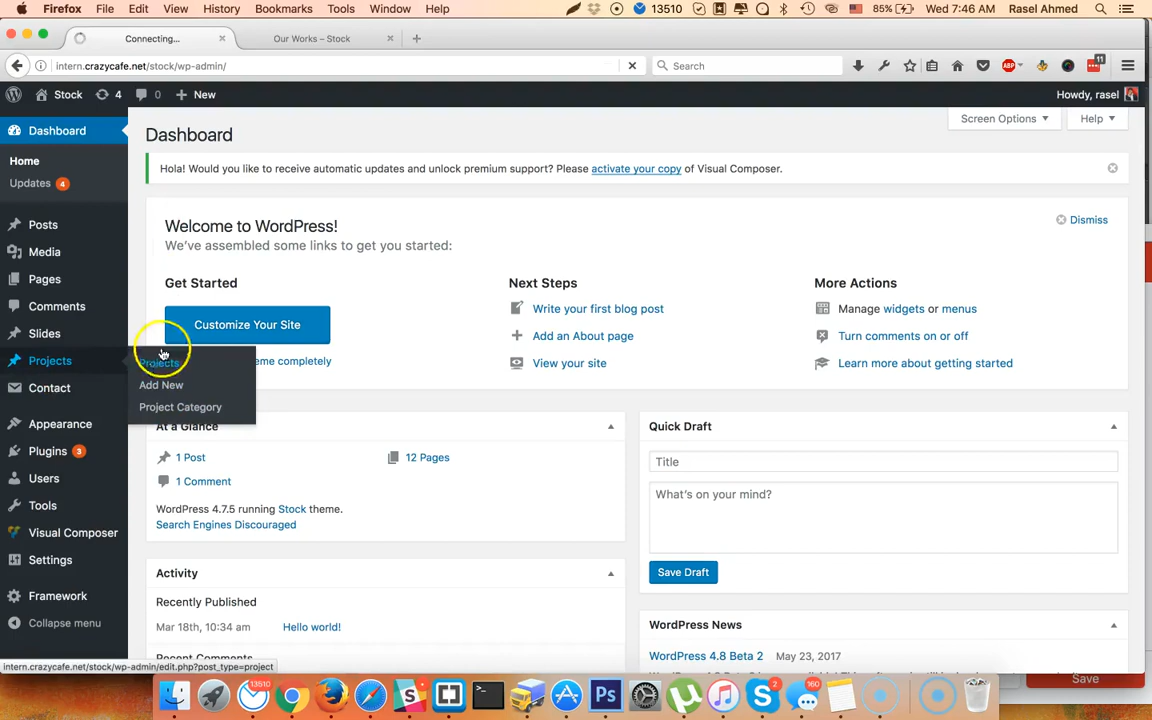 Firefox File Edit View History Bookmarks Tools Window Help 13510 85% Wed 7:46 AM Rasel Ahmed
Connecting... Our Works – Stock
intern.crazycafe.net/stock/wp-admin/ Search ABP 11
Stock 4 0 New Howdy, rasel
Dashboard
Home
Updates 4
Posts
Media
Pages
Comments
Slides
Projects
Contact
Appearance
Plugins 3
Users
Tools
Visual Composer
Settings
Framework
Collapse menu
Projects
Add New
Project Category
Screen Options Help
Dashboard
Hola! Would you like to receive automatic updates and unlock premium support? Please activate your copy of Visual Composer.
Welcome to WordPress!
Dismiss
We've assembled some links to get you started:
Get Started
Customize Your Site
eme completely
Next Steps
Write your first blog post
Add an About page
View your site
More Actions
Manage widgets or menus
Turn comments on or off
Learn more about getting started
At a Glance
1 Post 12 Pages
1 Comment
WordPress 4.7.5 running Stock theme.
Search Engines Discouraged
Activity
Recently Published
Mar 18th, 10:34 am Hello world!
Recent Comments
Quick Draft
Title
What's on your mind?
Save Draft
WordPress News
WordPress 4.8 Beta 2 May 23, 2017
intern.crazycafe.net/stock/wp-admin/edit.php?post_type=project
Save
13510 Ps 2 160